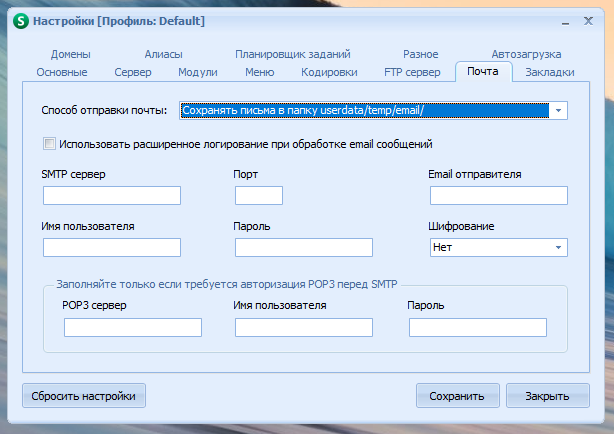 Настройки [Профиль: Default]
Домены Алиасы Планировщик заданий Разное Автозагрузка
Основные Сервер Модули Меню Кодировки FTP сервер Почта Закладки
Способ отправки почты: Сохранять письма в папку userdata/temp/email/
Использовать расширенное логирование при обработке email сообщений
SMTP сервер Порт Email отправителя
Имя пользователя Пароль Шифрование
Нет
Заполняйте только если требуется авторизация POP3 перед SMTP
POP3 сервер Имя пользователя Пароль
Сбросить настройки Сохранить Закрыть